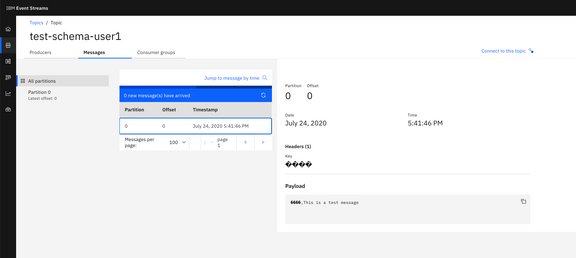 IBM Event Streams
Topics / Topic
test-schema-user1
Producers Messages Consumer groups
Connect to this topic
All partitions
Partition 0
Latest offset: 0
Jump to message by time
0 new message(s) have arrived
Partition Offset Timestamp
0 0 July 24, 2020 5:41:46 PM
Messages per page: 100 page 1
Partition Offset
0 0
Date Time
July 24, 2020 5:41:46 PM
Headers (1)
Key
����
Payload
����,This is a test message